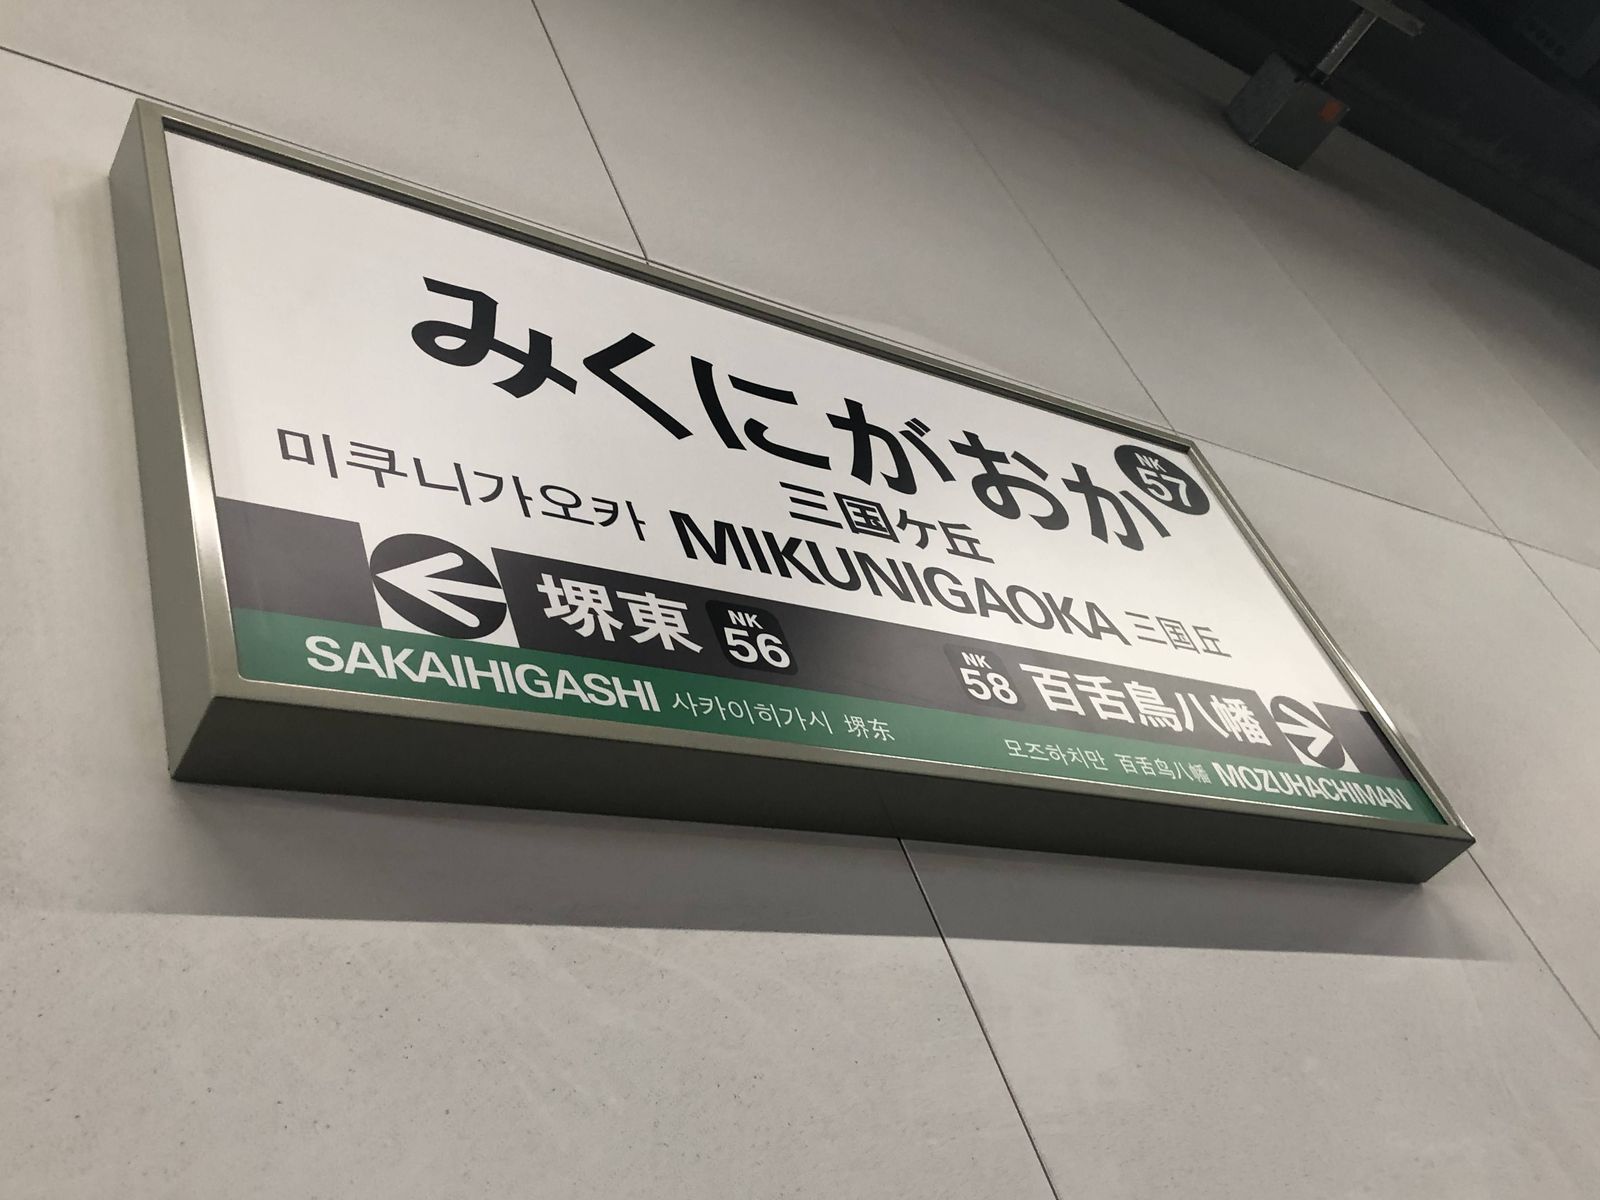 みくにがおか
NK
57
三国ケ丘
미쿠니가오카 MIKUNIGAOKA 三国丘
堺東 NK 56
NK 58 百舌鳥八幡
SAKAIHIGASHI 사카이히가시 堺东
모즈하치만 百舌鸟八幡 MOZUHACHIMAN